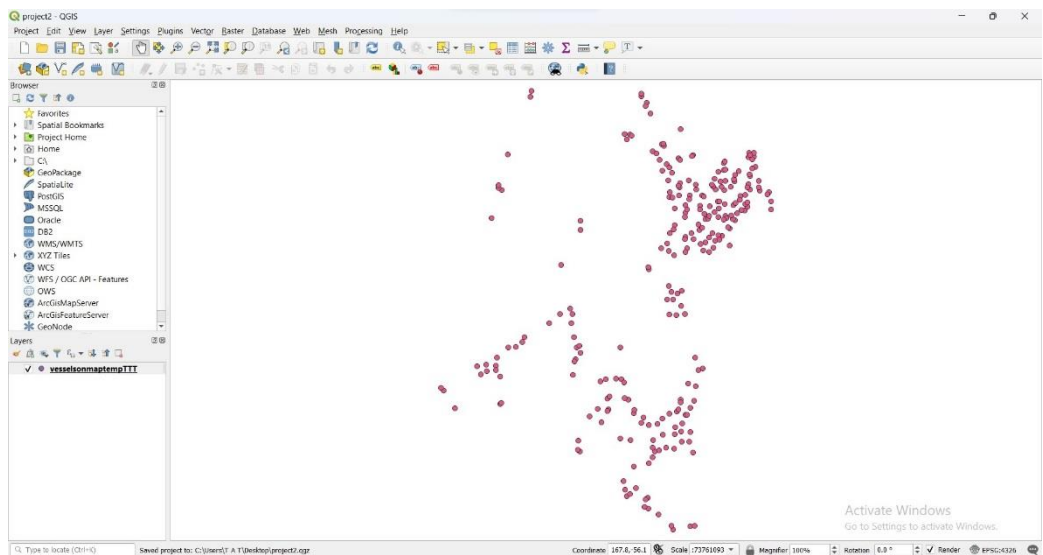 project2 - QGIS
Project Edit View Layer Settings Plugins Vector Raster Database Web Mesh Processing Help
Browser
Favorites
Spatial Bookmarks
Project Home
Home
C:\
GeoPackage
SpatiaLite
PostGIS
MSSQL
Oracle
DB2
WMS/WMTS
XYZ Tiles
WCS
WFS / OGC API - Features
OWS
ArcGisMapServer
ArcGisFeatureServer
GeoNode
Layers
vesselsonmaptempTTT
Activate Windows
Go to Settings to activate Windows.
Type to locate (Ctrl+K) Saved project to: C:\Users\T A T\Desktop\project2.qgz Coordinate 167.8,-56.1 Scale :73761093 Magnifier 100% Rotation 0.0 ° Render EPSG:4326